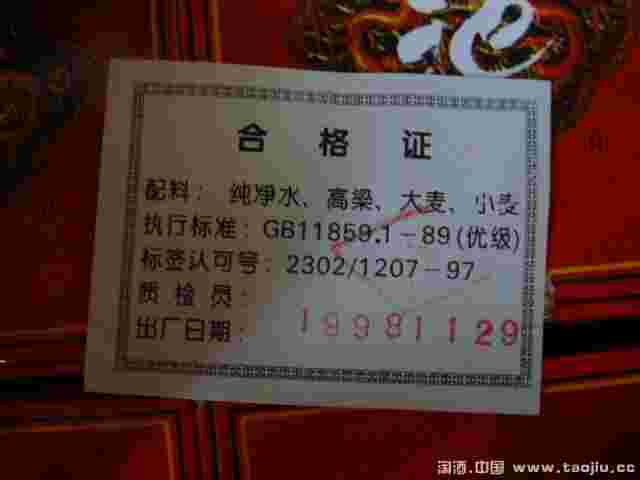 合格证
配料：纯净水、高梁、大麦、小麦
执行标准：GB11859.1-89(优级)
标签认可号：2302/1207-97
质检员：
出厂日期：19981129
淘酒.中国 www.taojiu.cc